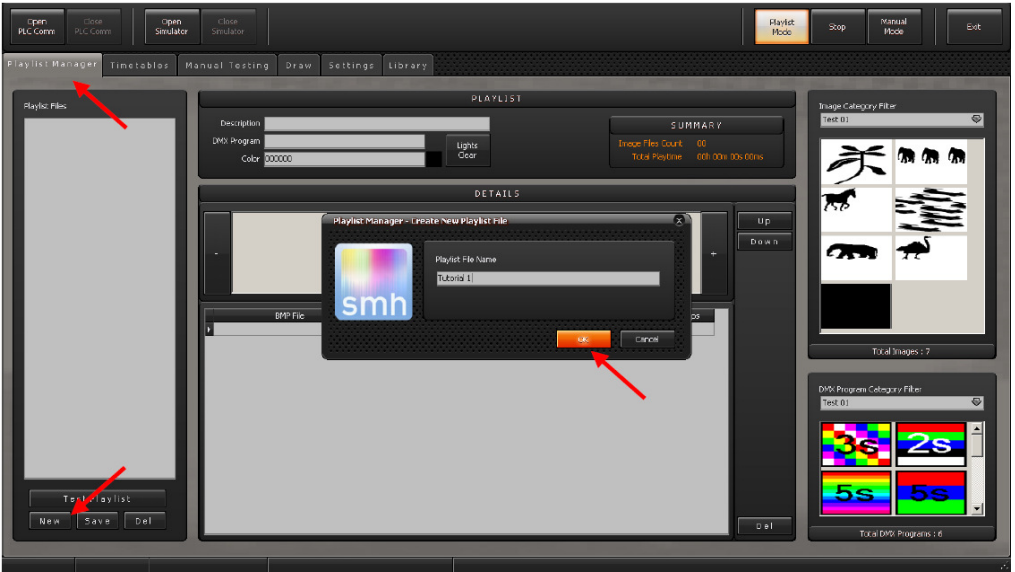 Open PLC Comm
Close PLC Comm
Open Simulator
Close Simulator
Playlist Mode
Stop
Manual Mode
Exit
Playlist Manager
Timetables
Manual Testing
Draw
Settings
Library
Playlist Files
Test Playlist
New
Save
Del
PLAYLIST
Description
DMX Program
Color 000000
Lights Clear
SUMMARY
Image Files Count 00
Total Playtime 00h 00m 00s 00ms
DETAILS
-
+
Up
Down
BMP File
Del
Playlist Manager - Create New Playlist File
smh
Playlist File Name
Tutorial 1
Cancel
Image Category Filter
Test 01
Total Images : 7
DMX Program Category Filter
Test 01
3s
2s
5s
5s
Total DMX Programs : 6